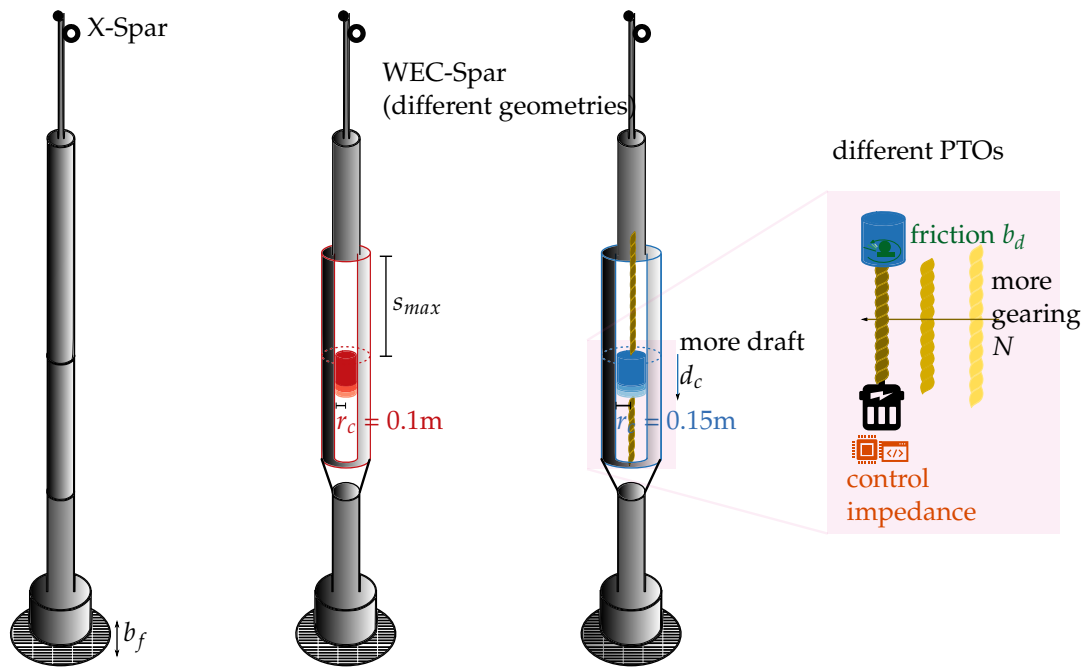 X-Spar
WEC-Spar
(different geometries)
different PTOs
friction b_d
s_max
more
gearing
N
more draft
d_c
r_c = 0.1m
= 0.15m
</>
control
impedance
b_f